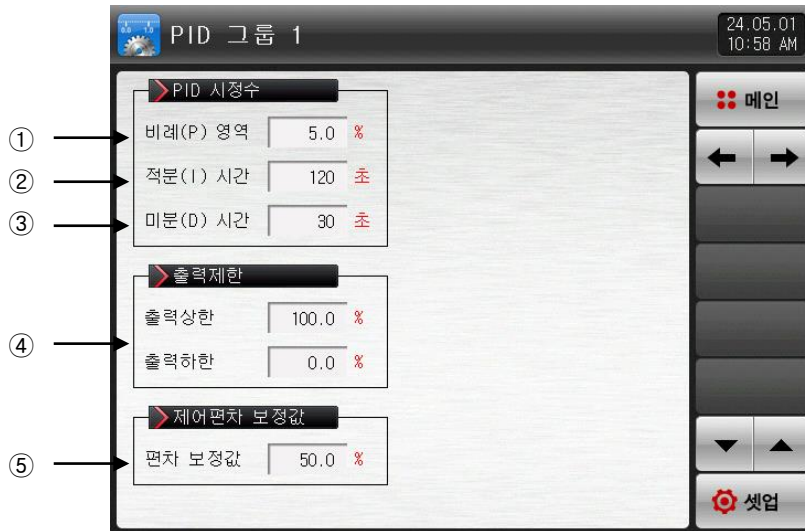 PID 그룹 1
24.05.01
10:58 AM
PID 시정수
① 비례(P) 영역 5.0 %
② 적분(I) 시간 120 초
③ 미분(D) 시간 30 초
출력제한
④
출력상한 100.0 %
출력하한 0.0 %
제어편차 보정값
⑤ 편차 보정값 50.0 %
메인
셋업